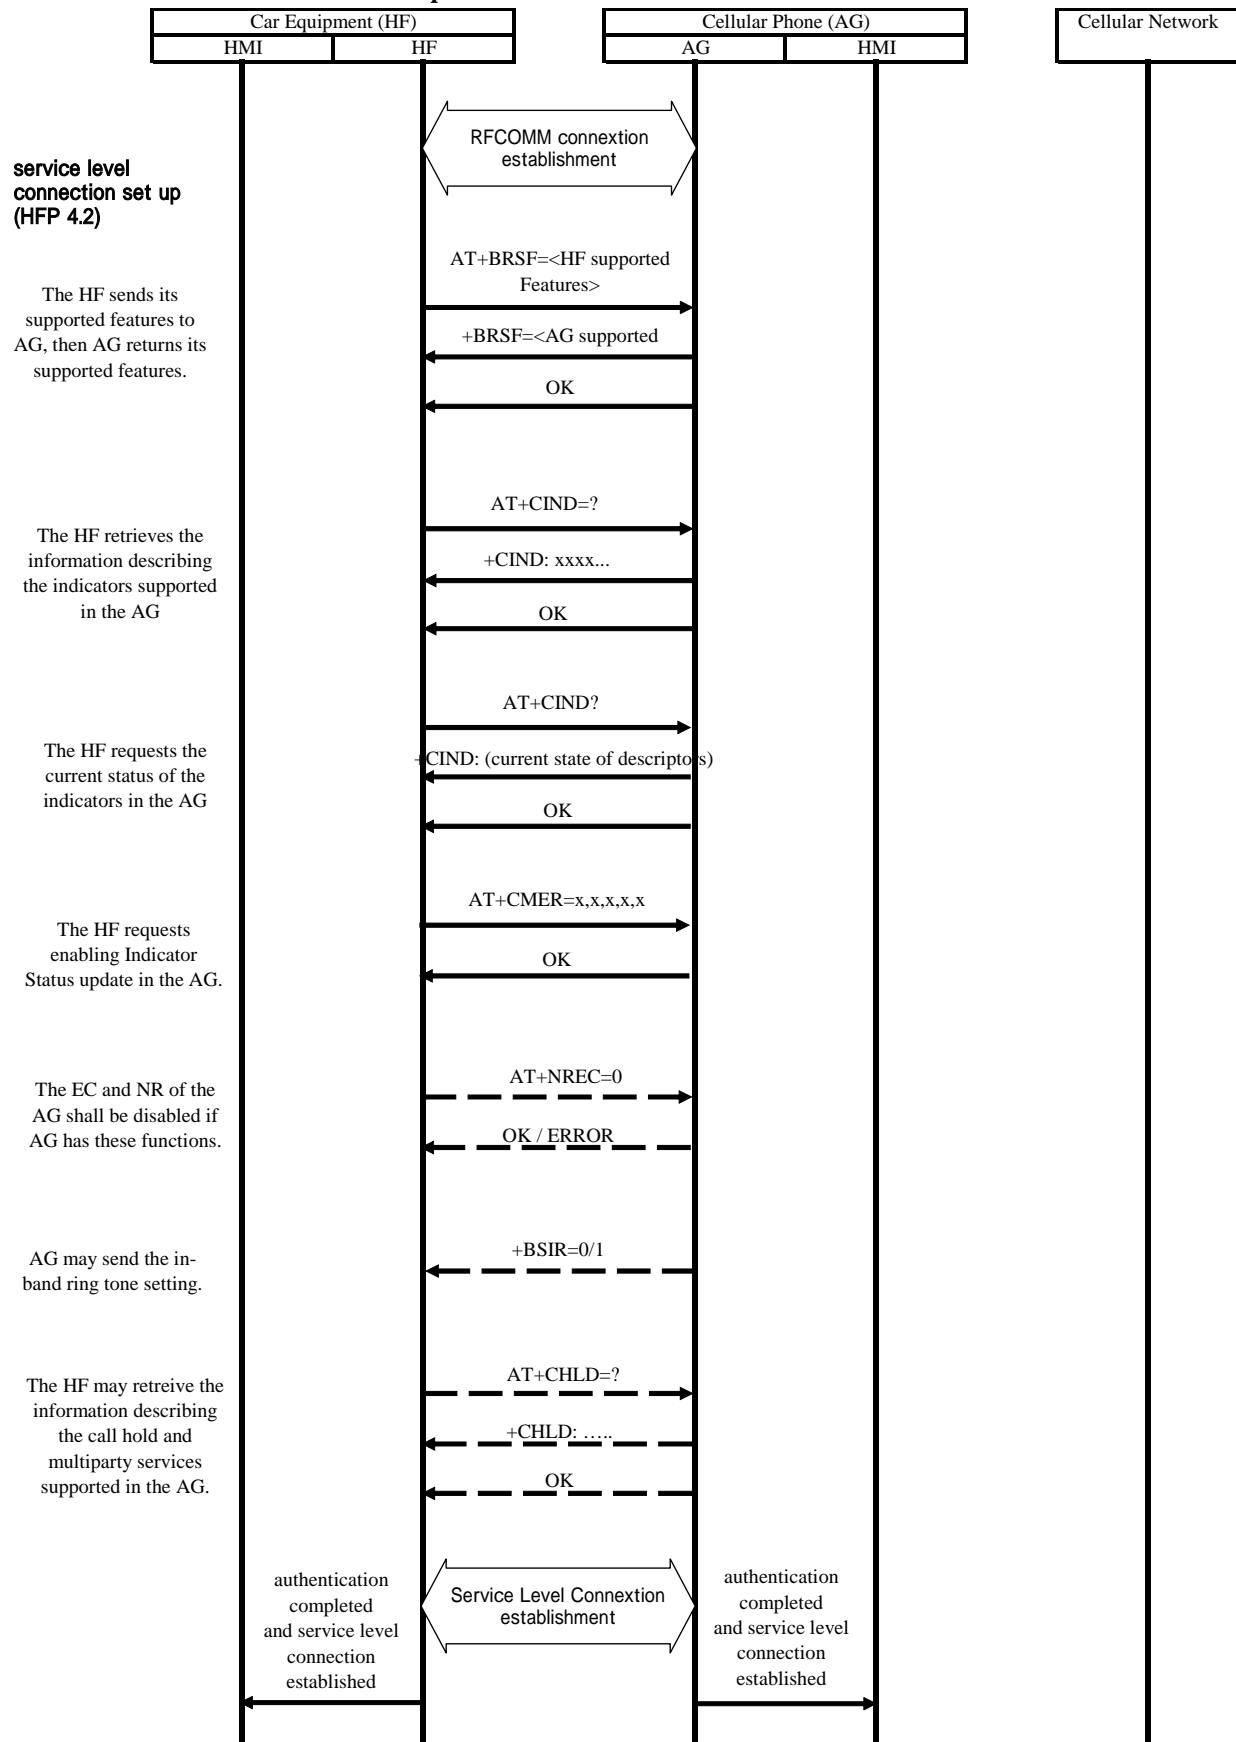 Car Equipment (HF)
Cellular Phone (AG)
Cellular Network
HMI
HF
AG
HMI
RFCOMM connextion
establishment
service level
connection set up
(HFP 4.2)
AT+BRSF=<HF supported
Features>
The HF sends its
supported features to
AG, then AG returns its
supported features.
+BRSF=<AG supported
OK
AT+CIND=?
The HF retrieves the
information describing
the indicators supported
in the AG
+CIND: xxxx...
OK
AT+CIND?
The HF requests the
current status of the
indicators in the AG
+CIND: (current state of descriptors)
OK
AT+CMER=x,x,x,x,x
The HF requests
enabling Indicator
Status update in the AG.
OK
AT+NREC=0
The EC and NR of the
AG shall be disabled if
AG has these functions.
OK / ERROR
+BSIR=0/1
AG may send the in-
band ring tone setting.
AT+CHLD=?
The HF may retreive the
information describing
the call hold and
multiparty services
supported in the AG.
+CHLD: …..
OK
authentication
completed
and service level
connection
established
Service Level Connextion
establishment
authentication
completed
and service level
connection
established